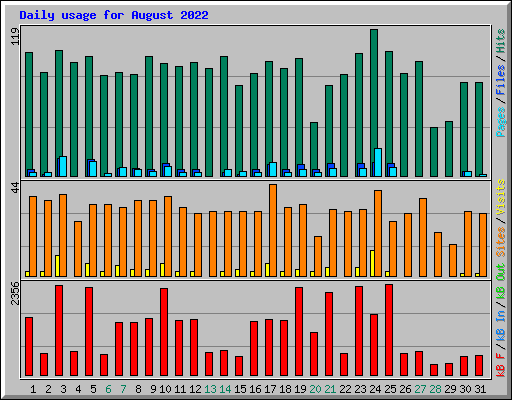 Daily usage for August 2022
119
Pages / Files / Hits
44
Sites / Visits
2356
kB F / kB In / kB Out
1 2 3 4 5 6 7 8 9 10 11 12 13 14 15 16 17 18 19 20 21 22 23 24 25 26 27 28 29 30 31